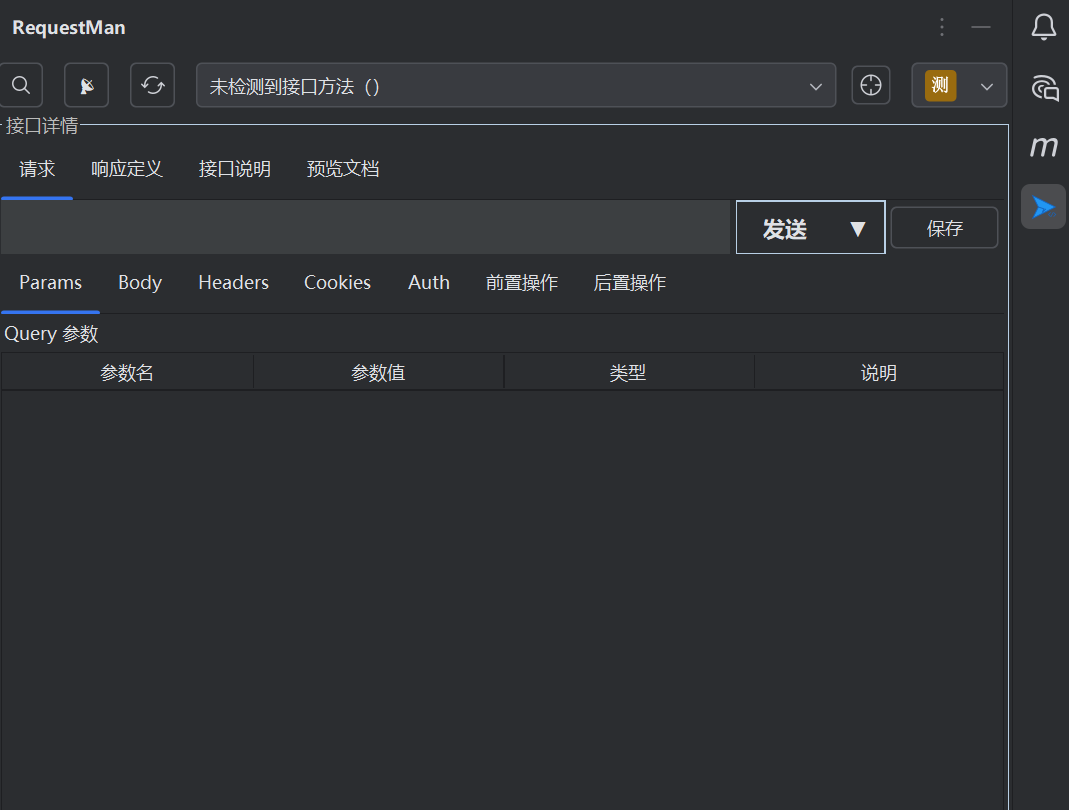 RequestMan
未检测到接口方法（） 测
接口详情
请求 响应定义 接口说明 预览文档
发送 ▼ 保存
Params Body Headers Cookies Auth 前置操作 后置操作
Query 参数
参数名 参数值 类型 说明
m